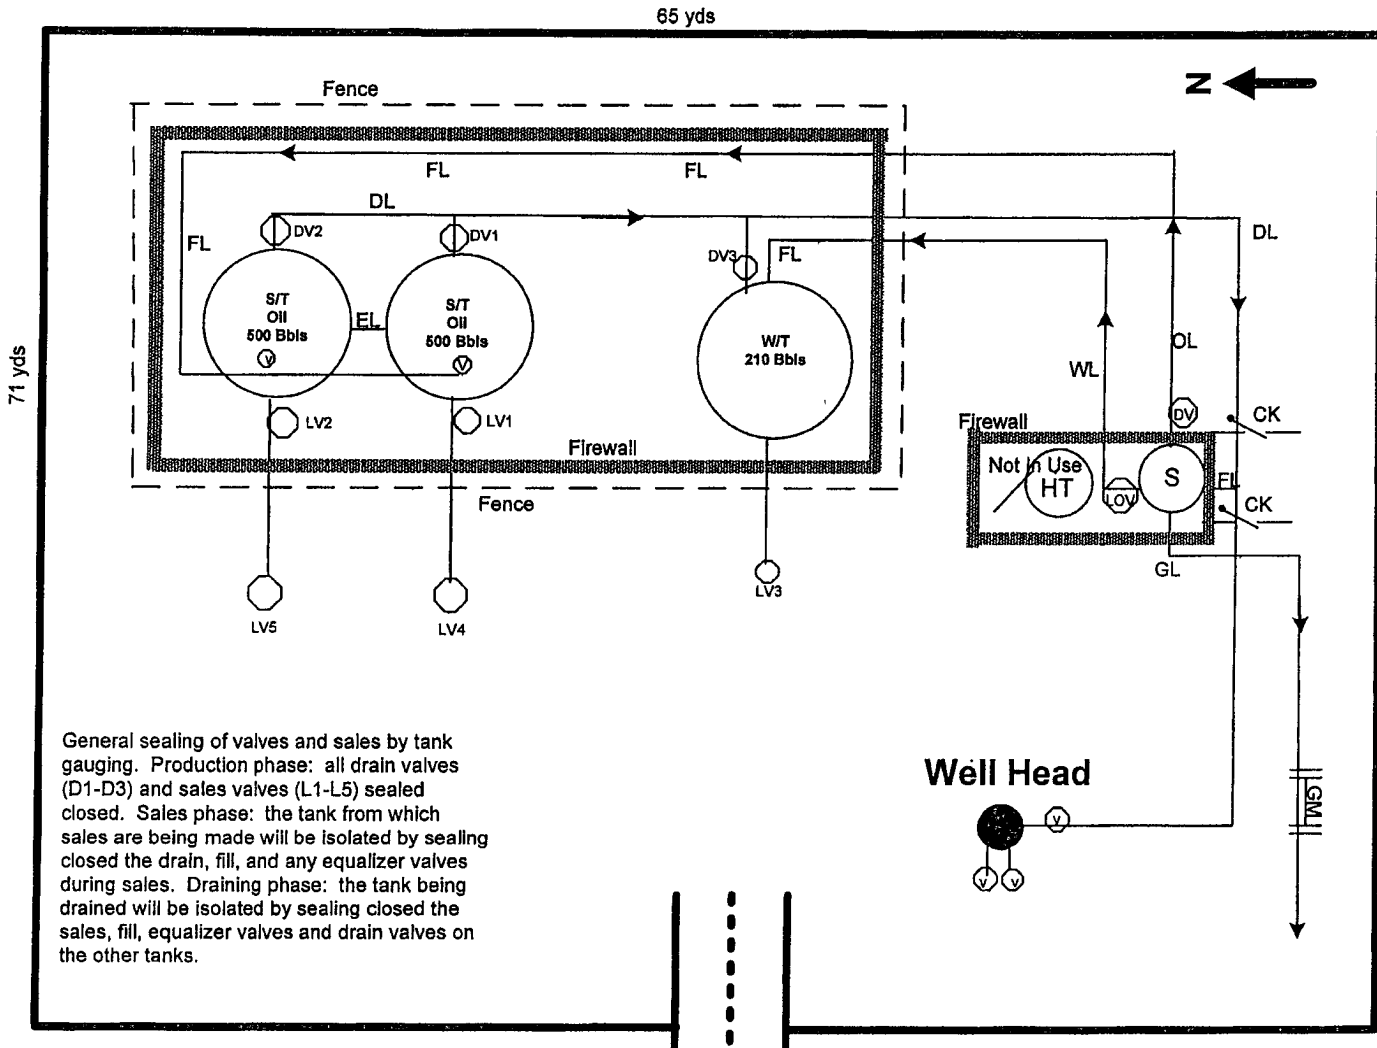 65 yds
N
Fence
FL
FL
DL
DV2
DV1
FL
DV3
FL
DL
S/T
Oil
500 Bbls
EL
S/T
Oil
500 Bbls
W/T
210 Bbls
V
V
71 yds
WL
OL
LV2
LV1
DV
CK
Firewall
Firewall
Not In Use
HT
S
LOV
FL
CK
Fence
GL
LV5
LV4
LV3
General sealing of valves and sales by tank
gauging. Production phase: all drain valves
(D1-D3) and sales valves (L1-L5) sealed
closed. Sales phase: the tank from which
sales are being made will be isolated by sealing
closed the drain, fill, and any equalizer valves
during sales. Draining phase: the tank being
drained will be isolated by sealing closed the
sales, fill, equalizer valves and drain valves on
the other tanks.
Well Head
V
V
V
GM